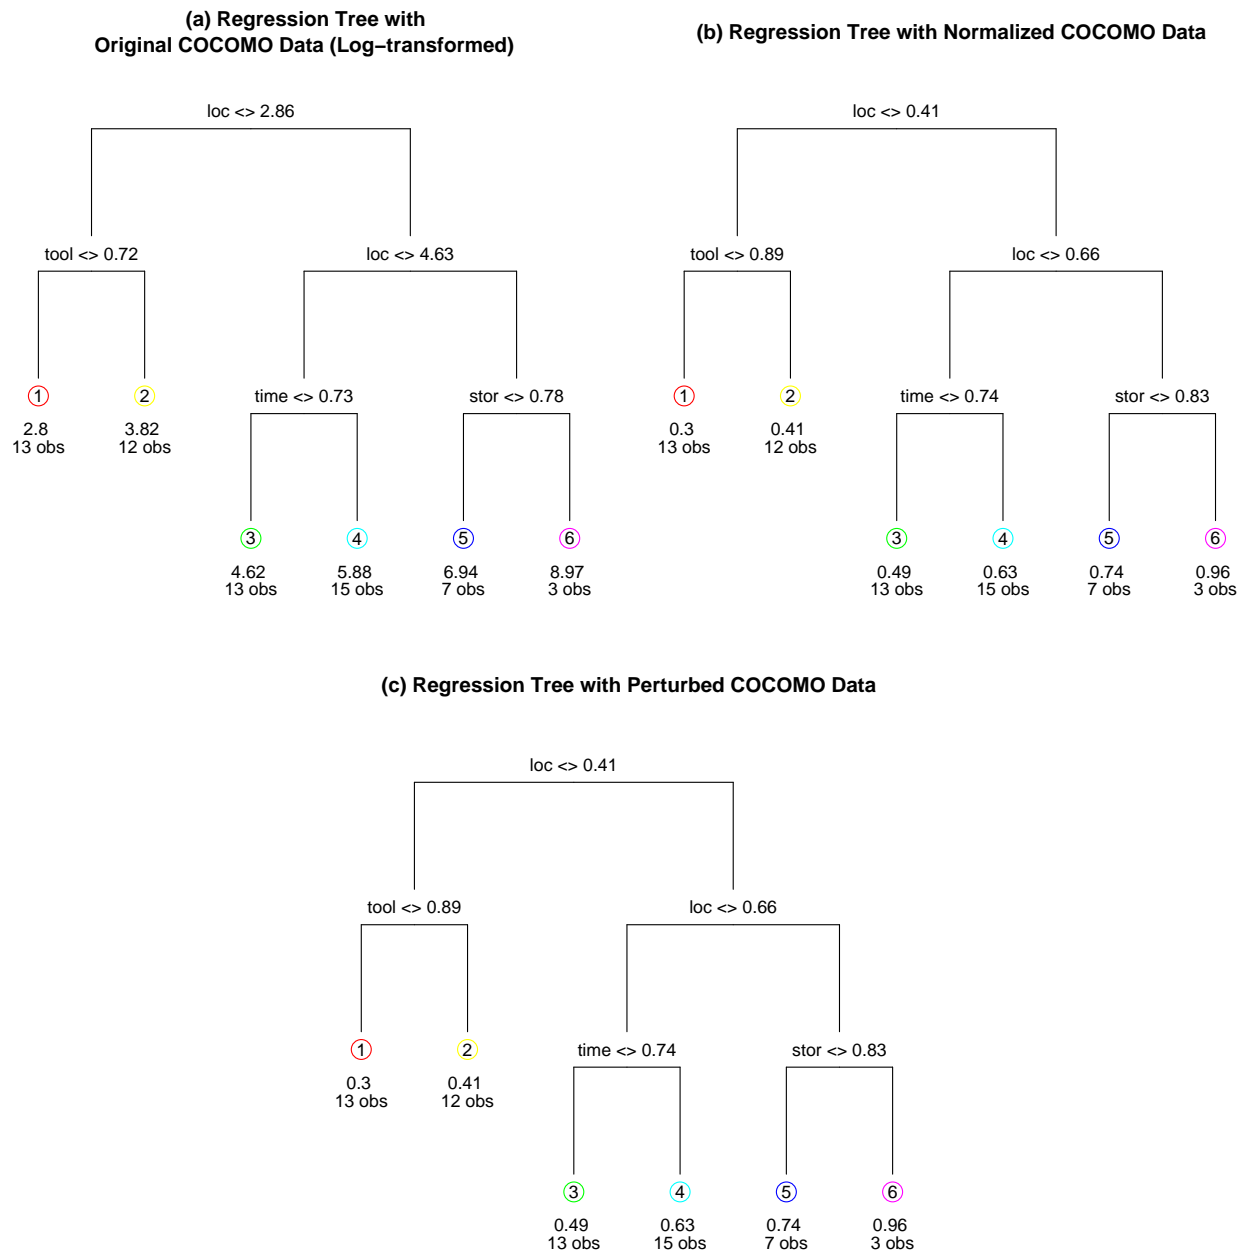 (a) Regression Tree with
Original COCOMO Data (Log−transformed)
loc <> 2.86
tool <> 0.72
loc <> 4.63
1
2
time <> 0.73
stor <> 0.78
2.8
13 obs
3.82
12 obs
3
4
5
6
4.62
13 obs
5.88
15 obs
6.94
7 obs
8.97
3 obs
(b) Regression Tree with Normalized COCOMO Data
loc <> 0.41
tool <> 0.89
loc <> 0.66
1
2
time <> 0.74
stor <> 0.83
0.3
13 obs
0.41
12 obs
3
4
5
6
0.49
13 obs
0.63
15 obs
0.74
7 obs
0.96
3 obs
(c) Regression Tree with Perturbed COCOMO Data
loc <> 0.41
tool <> 0.89
loc <> 0.66
1
2
time <> 0.74
stor <> 0.83
0.3
13 obs
0.41
12 obs
3
4
5
6
0.49
13 obs
0.63
15 obs
0.74
7 obs
0.96
3 obs